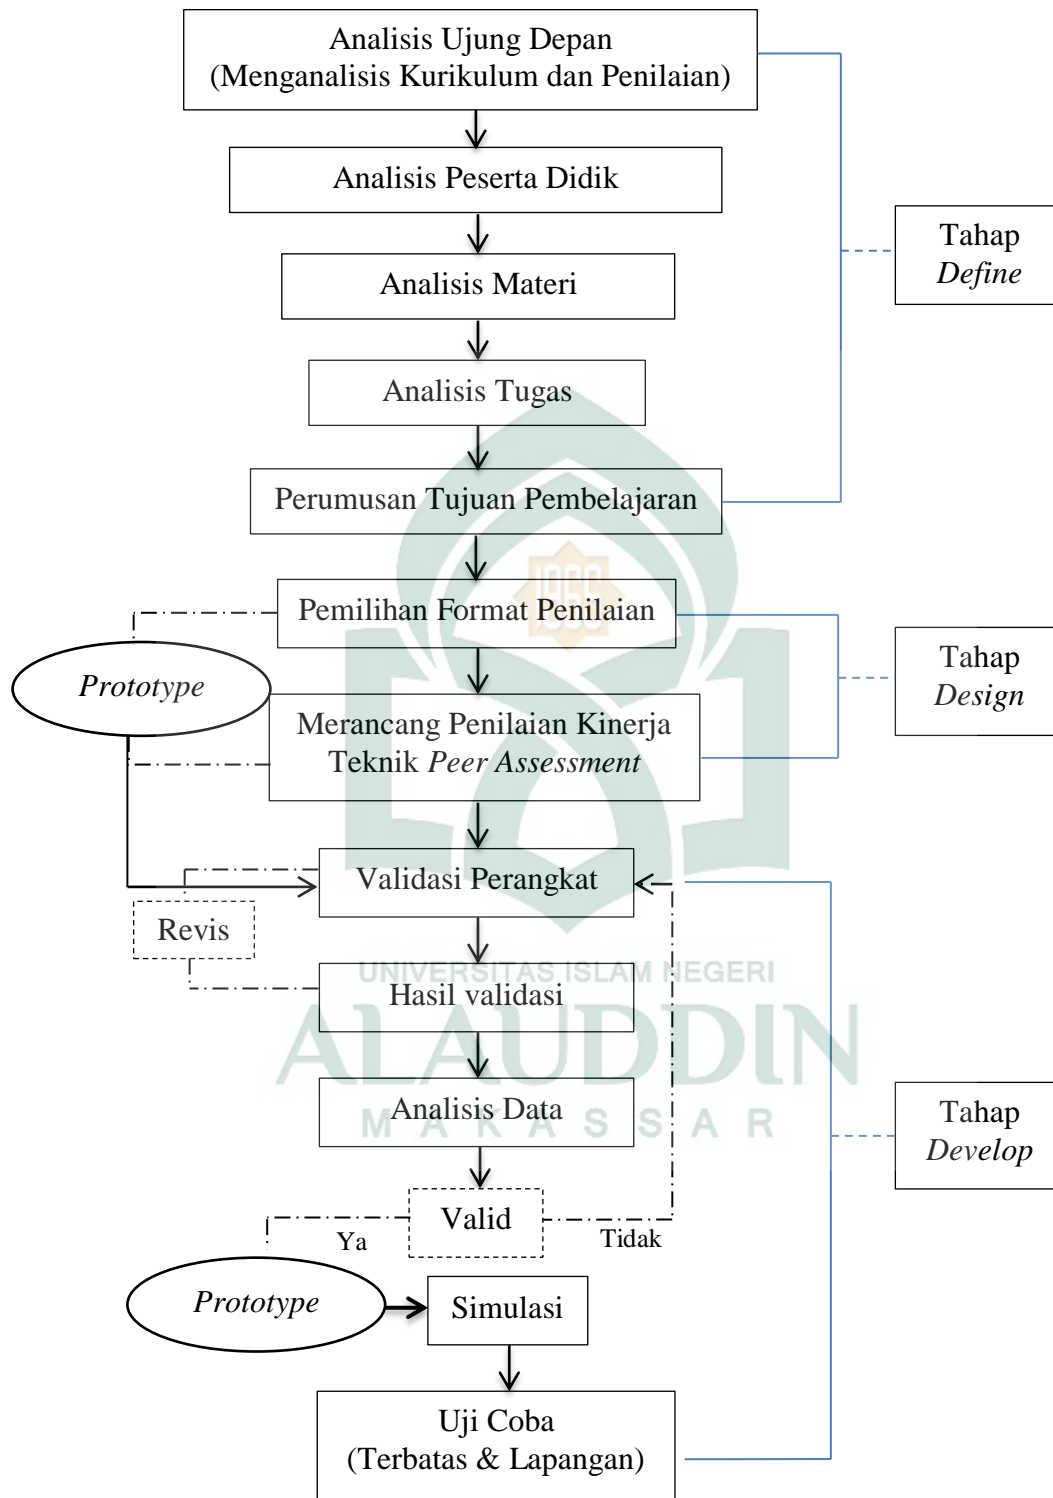 Analisis Ujung Depan
(Menganalisis Kurikulum dan Penilaian)
Analisis Peserta Didik
Tahap
Define
Analisis Materi
Analisis Tugas
Perumusan Tujuan Pembelajaran
1965
Pemilihan Format Penilaian
Prototype
Tahap
Design
Merancang Penilaian Kinerja
Teknik Peer Assessment
Validasi Perangkat
Revis
UNIVERSITAS ISLAM NEGERI
Hasil validasi
ALAUDDIN
Analisis Data
MAKASSAR
Tahap
Develop
Valid
Ya
Tidak
Prototype
Simulasi
Uji Coba
(Terbatas & Lapangan)